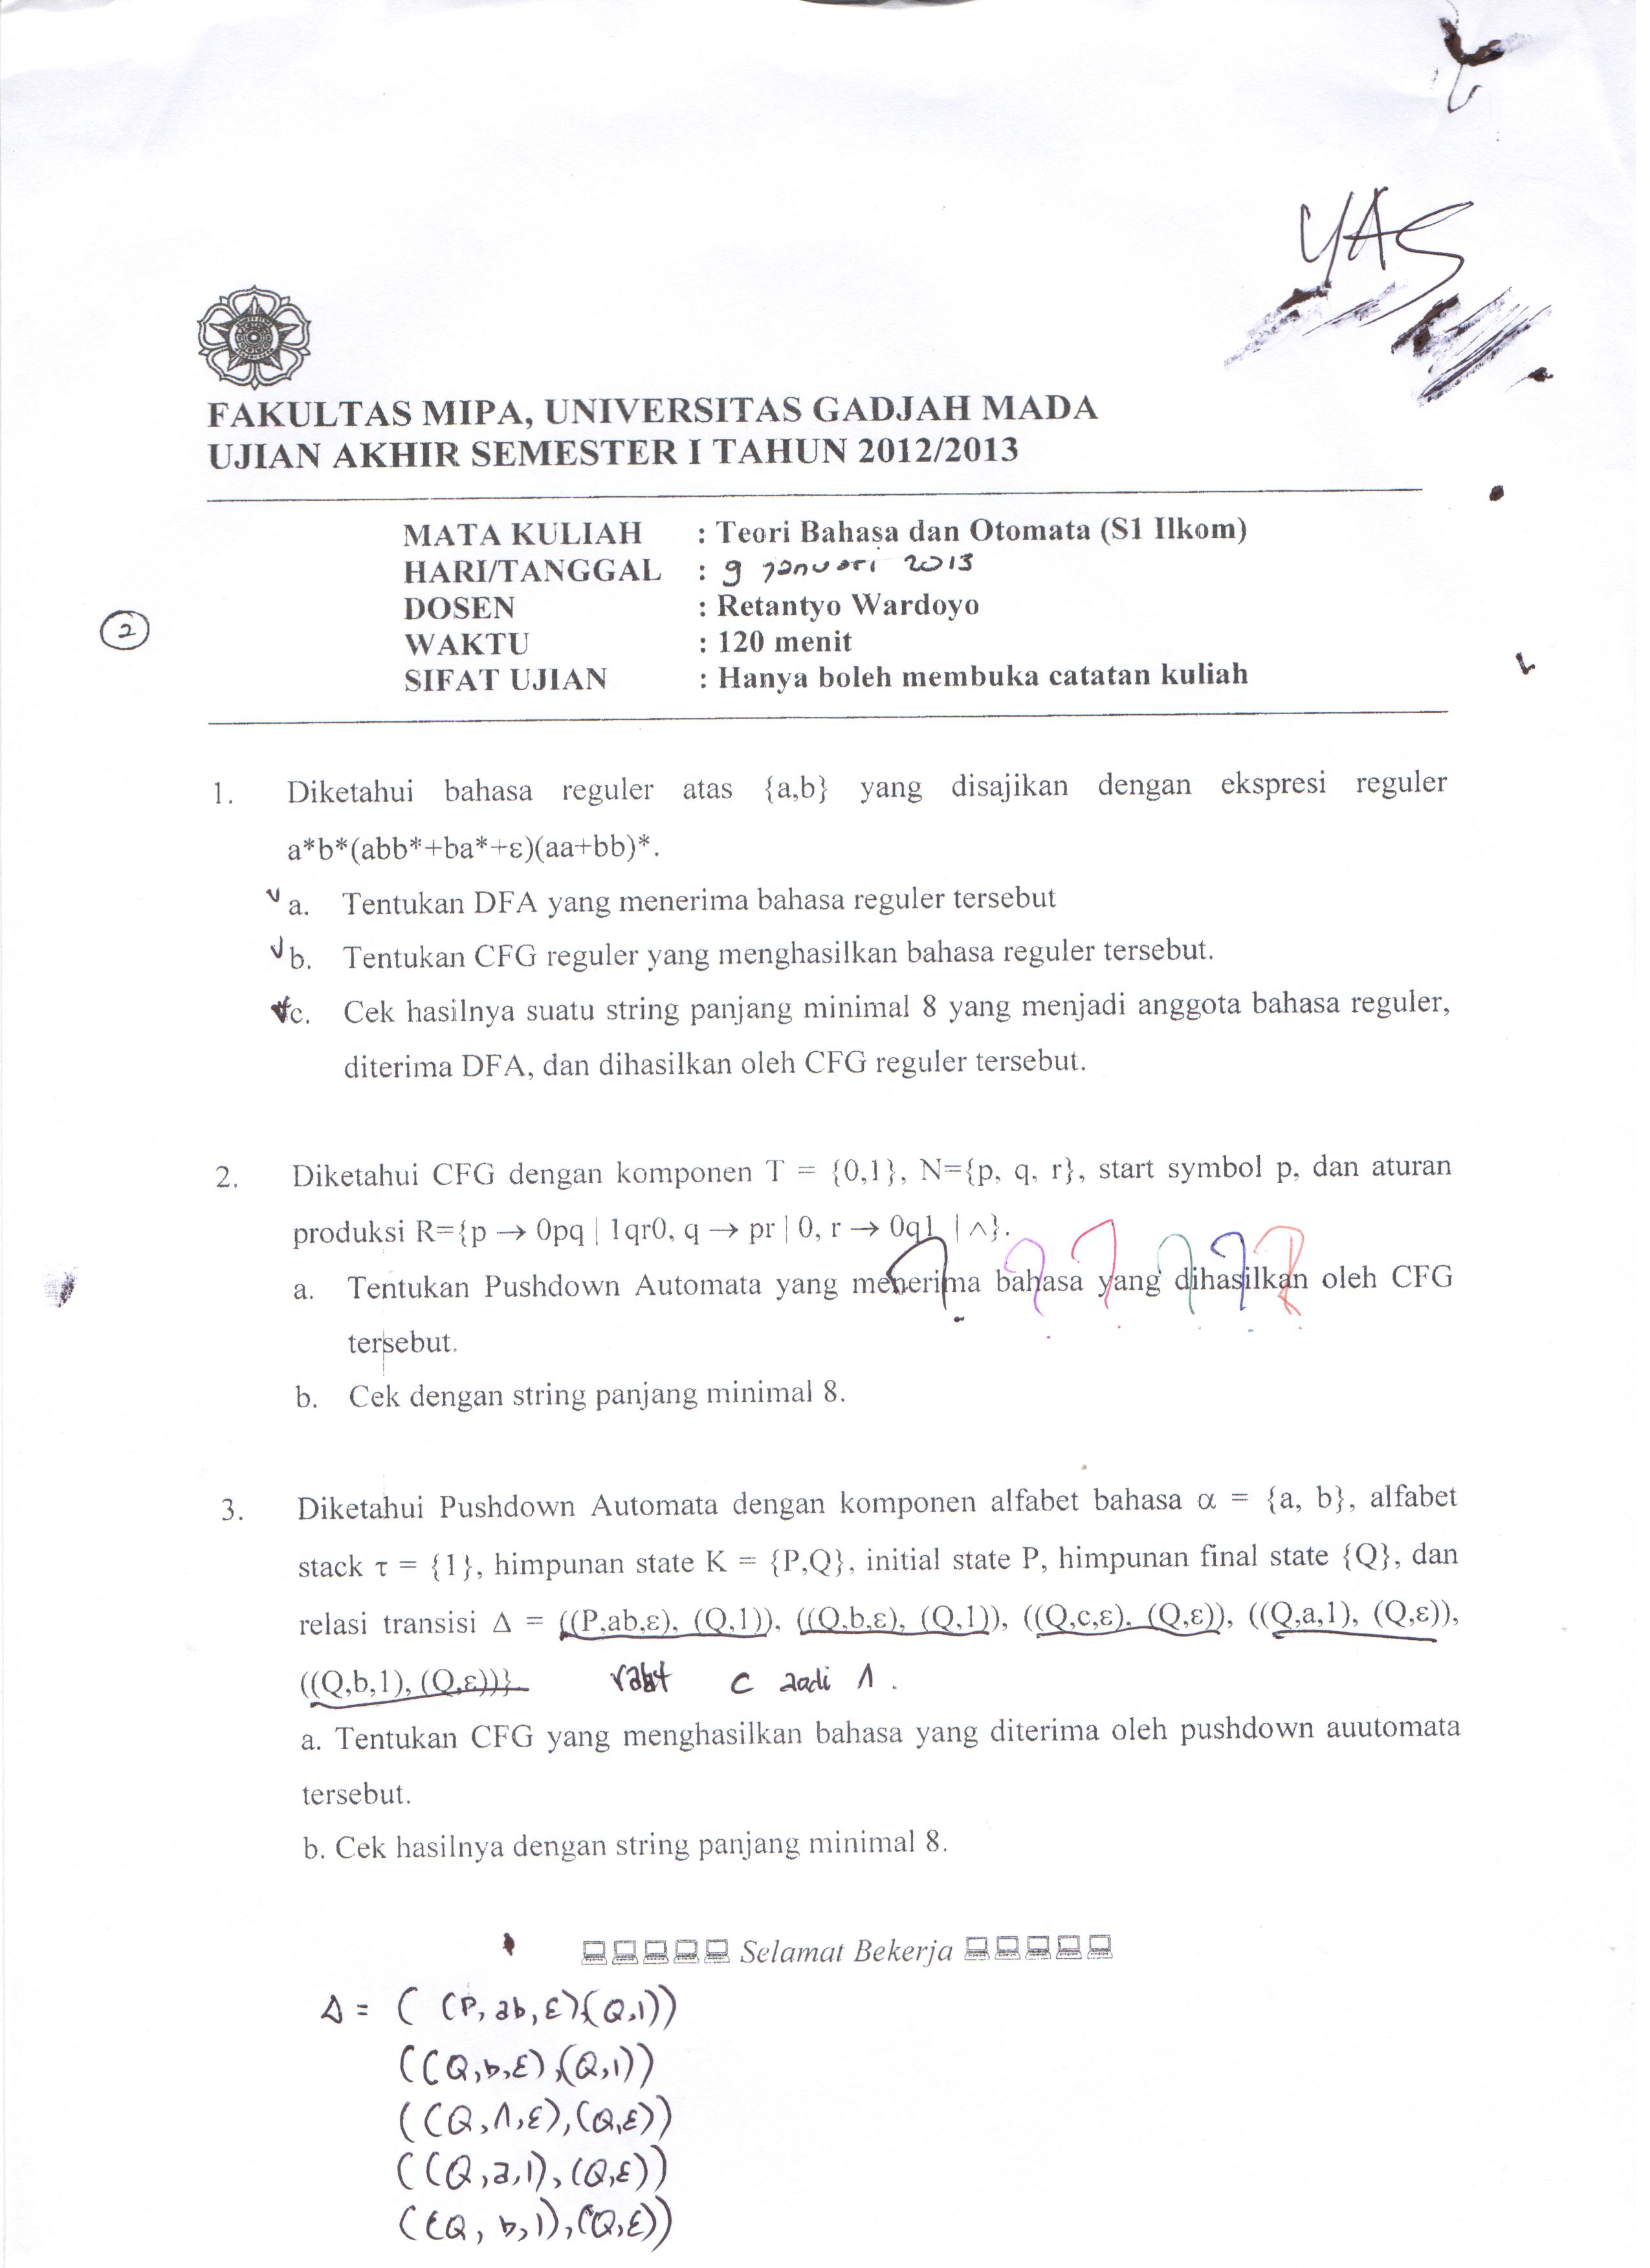 UAS
FAKULTAS MIPA, UNIVERSITAS GADJAH MADA
UJIAN AKHIR SEMESTER I TAHUN 2012/2013
MATA KULIAH : Teori Bahasa dan Otomata (S1 Ilkom)
HARI/TANGGAL : 9 januari 2013
DOSEN : Retantyo Wardoyo
2
WAKTU : 120 menit
SIFAT UJIAN : Hanya boleh membuka catatan kuliah
1. Diketahui bahasa reguler atas {a,b} yang disajikan dengan ekspresi reguler
a*b*(abb*+ba*+ε)(aa+bb)*.
a. Tentukan DFA yang menerima bahasa reguler tersebut
b. Tentukan CFG reguler yang menghasilkan bahasa reguler tersebut.
c. Cek hasilnya suatu string panjang minimal 8 yang menjadi anggota bahasa reguler,
diterima DFA, dan dihasilkan oleh CFG reguler tersebut.
2. Diketahui CFG dengan komponen T = {0,1}, N={p, q, r}, start symbol p, dan aturan
produksi R={p → 0pq | 1qr0, q → pr | 0, r → 0q1 | ^}.
a. Tentukan Pushdown Automata yang menerima bahasa yang dihasilkan oleh CFG
tersebut.
b. Cek dengan string panjang minimal 8.
3. Diketahui Pushdown Automata dengan komponen alfabet bahasa α = {a, b}, alfabet
stack τ = {1}, himpunan state K = {P,Q}, initial state P, himpunan final state {Q}, dan
relasi transisi Δ = ((P,ab,ε), (Q,1)), ((Q,b,ε), (Q,1)), ((Q,c,ε), (Q,ε)), ((Q,a,1), (Q,ε)),
((Q,b,1), (Q,ε))} c Λ.
a. Tentukan CFG yang menghasilkan bahasa yang diterima oleh pushdown auutomata
tersebut.
b. Cek hasilnya dengan string panjang minimal 8.
Selamat Bekerja
Δ = ( (P, ab, ε)(Q,1))
((Q,b,ε),(Q,1))
((Q,Λ,ε),(Q,ε))
((Q,a,1),(Q,ε))
((Q, b,1),(Q,ε))